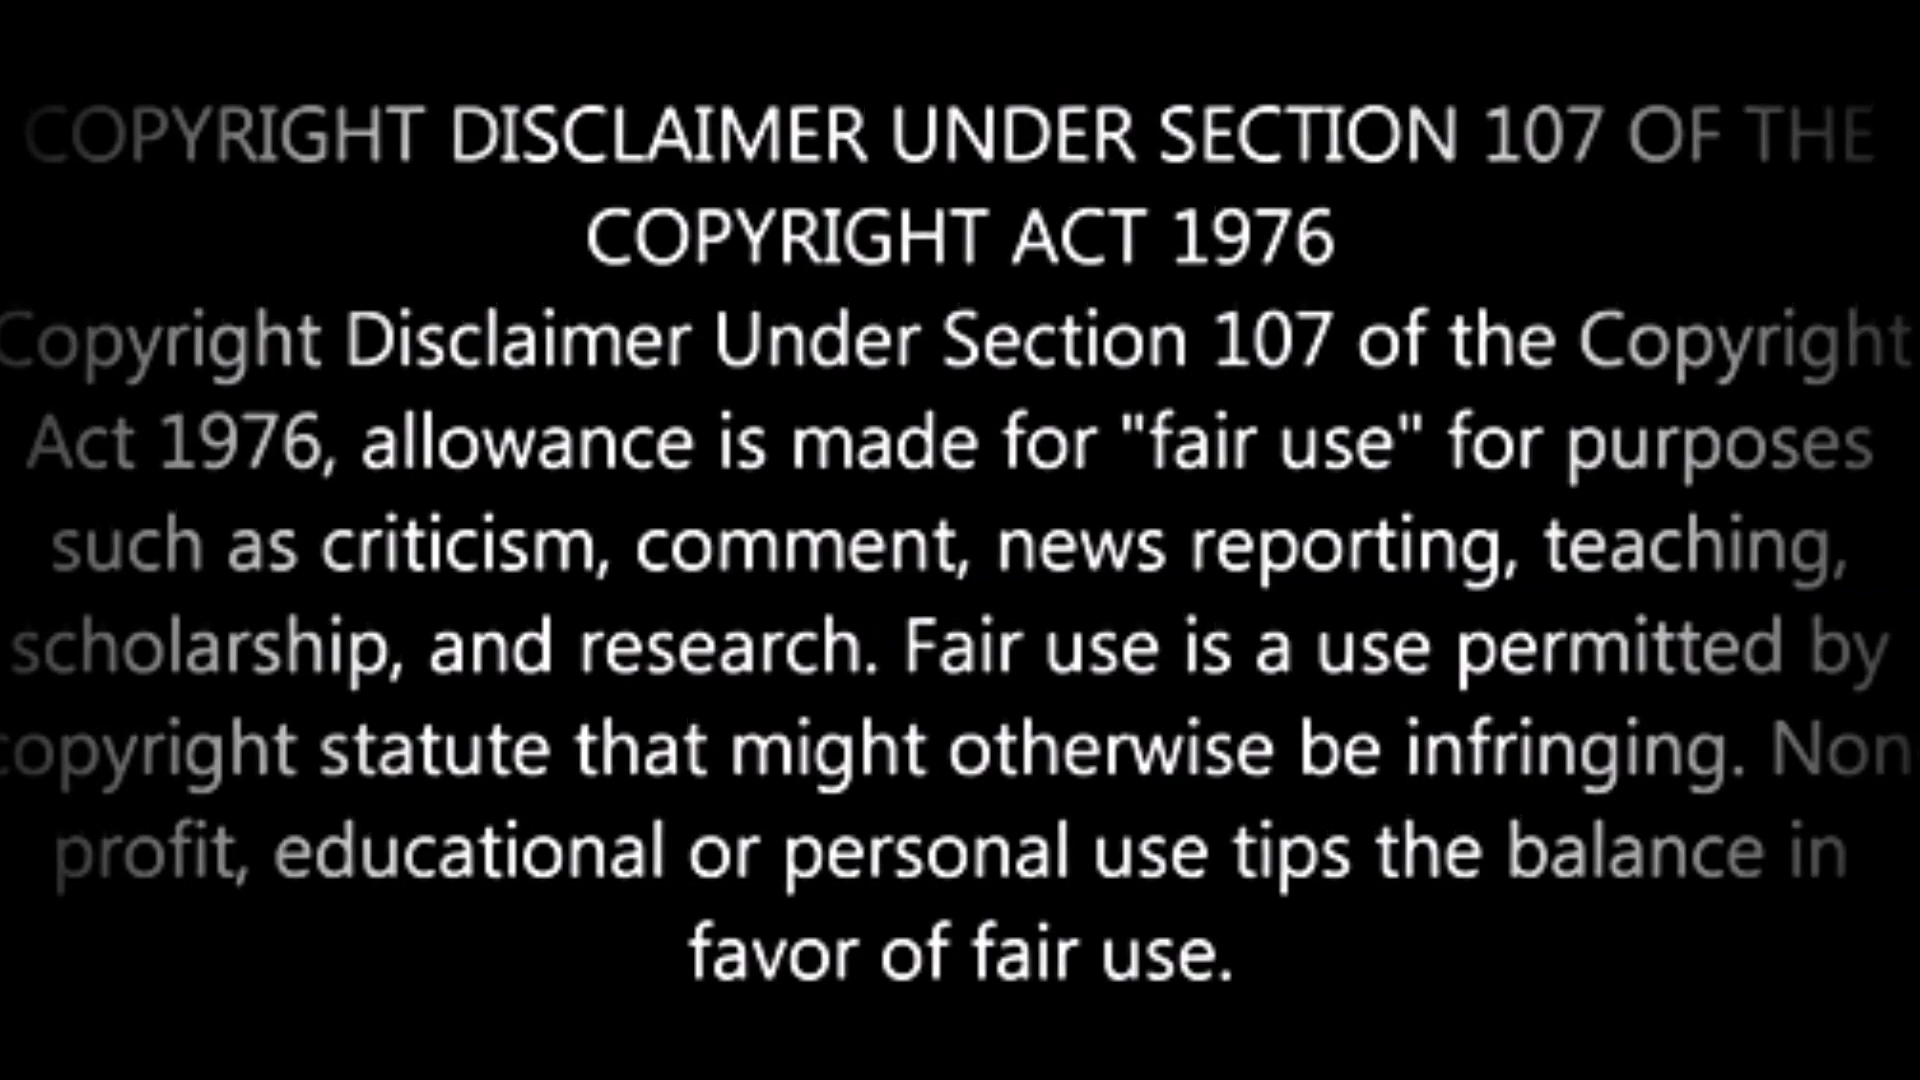 COPYRIGHT DISCLAIMER UNDER SECTION 107 OF THE
COPYRIGHT ACT 1976
Copyright Disclaimer Under Section 107 of the Copyright
Act 1976, allowance is made for "fair use" for purposes
such as criticism, comment, news reporting, teaching,
scholarship, and research. Fair use is a use permitted by
copyright statute that might otherwise be infringing. Non
profit, educational or personal use tips the balance in
favor of fair use.